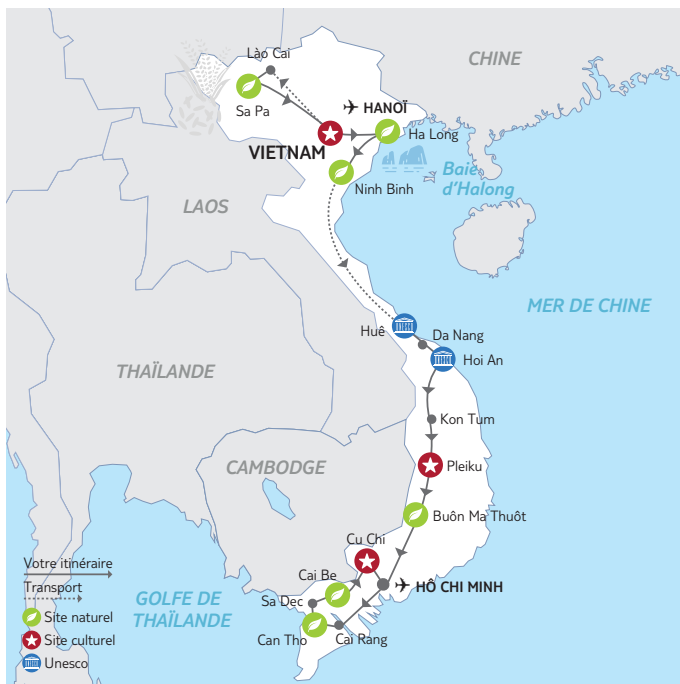 CHINE
Lào Cai
Sa Pa
HANOÏ
Ha Long
VIETNAM
Baie
d'Halong
Ninh Binh
LAOS
MER DE CHINE
Huê
Da Nang
Hoi An
THAÏLANDE
Kon Tum
Pleiku
CAMBODGE
Buôn Ma Thuôt
Cu Chi
Cai Be
HÔ CHI MINH
Sa Dec
Can Tho
Cai Rang
GOLFE DE
THAÏLANDE
Votre itinéraire
Transport
Site naturel
Site culturel
Unesco